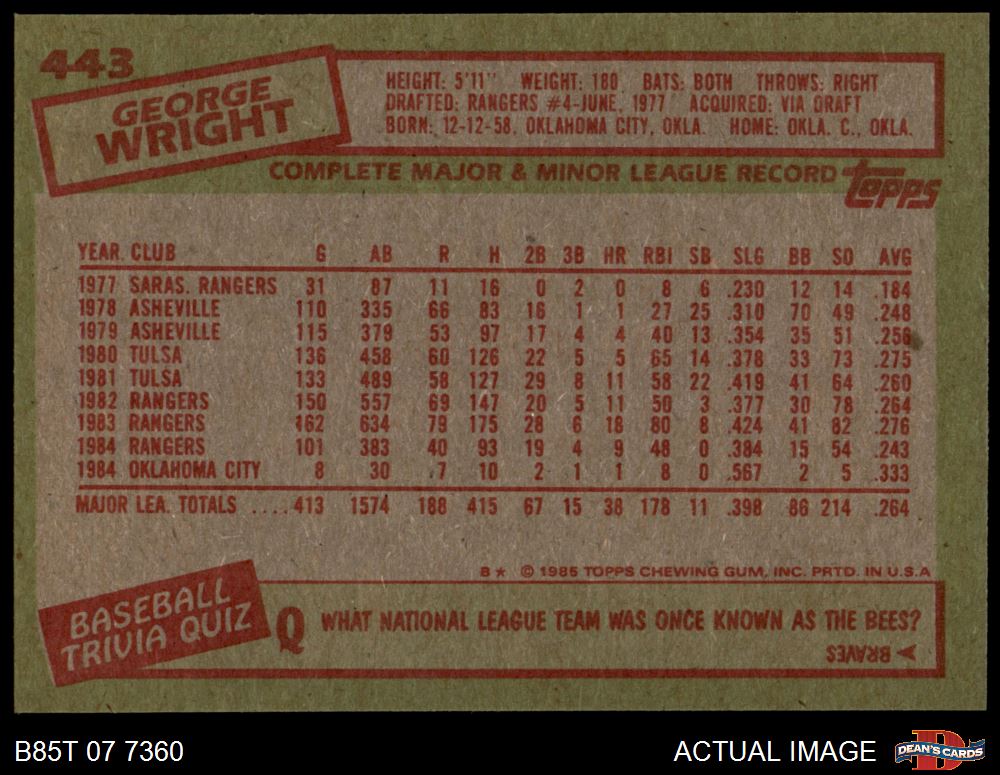 443
GEORGE
WRIGHT
HEIGHT: 5'11" WEIGHT: 180 BATS: BOTH THROWS: RIGHT
DRAFTED: RANGERS #4-JUNE, 1977 ACQUIRED: VIA DRAFT
BORN: 12-12-58, OKLAHOMA CITY, OKLA. HOME: OKLA. C., OKLA.
COMPLETE MAJOR & MINOR LEAGUE RECORD topps
YEAR CLUB G AB R H 2B 3B HR RBI SB SLG BB SO AVG
1977 SARAS. RANGERS 31 87 11 16 0 2 0 8 6 .230 12 14 .184
1978 ASHEVILLE 110 335 66 83 16 1 1 27 25 .310 70 49 .248
1979 ASHEVILLE 115 379 53 97 17 4 4 40 13 .354 35 51 .256
1980 TULSA 136 458 60 126 22 5 5 65 14 .378 33 73 .275
1981 TULSA 133 489 58 127 29 8 11 58 22 .419 41 64 .260
1982 RANGERS 150 557 69 147 20 5 11 50 3 .377 30 78 .264
1983 RANGERS 162 634 79 175 28 6 18 80 8 .424 41 82 .276
1984 RANGERS 101 383 40 93 19 4 9 48 0 .384 15 54 .243
1984 OKLAHOMA CITY 8 30 7 10 2 1 1 8 0 .567 2 5 .333
MAJOR LEA. TOTALS ....413 1574 188 415 67 15 38 178 11 .398 86 214 .264
B★ © 1985 TOPPS CHEWING GUM, INC. PRTD. IN U.S.A
BASEBALL
TRIVIA QUIZ
Q WHAT NATIONAL LEAGUE TEAM WAS ONCE KNOWN AS THE BEES?
A BRAVES
B85T 07 7360
ACTUAL IMAGE
DEAN'S CARDS